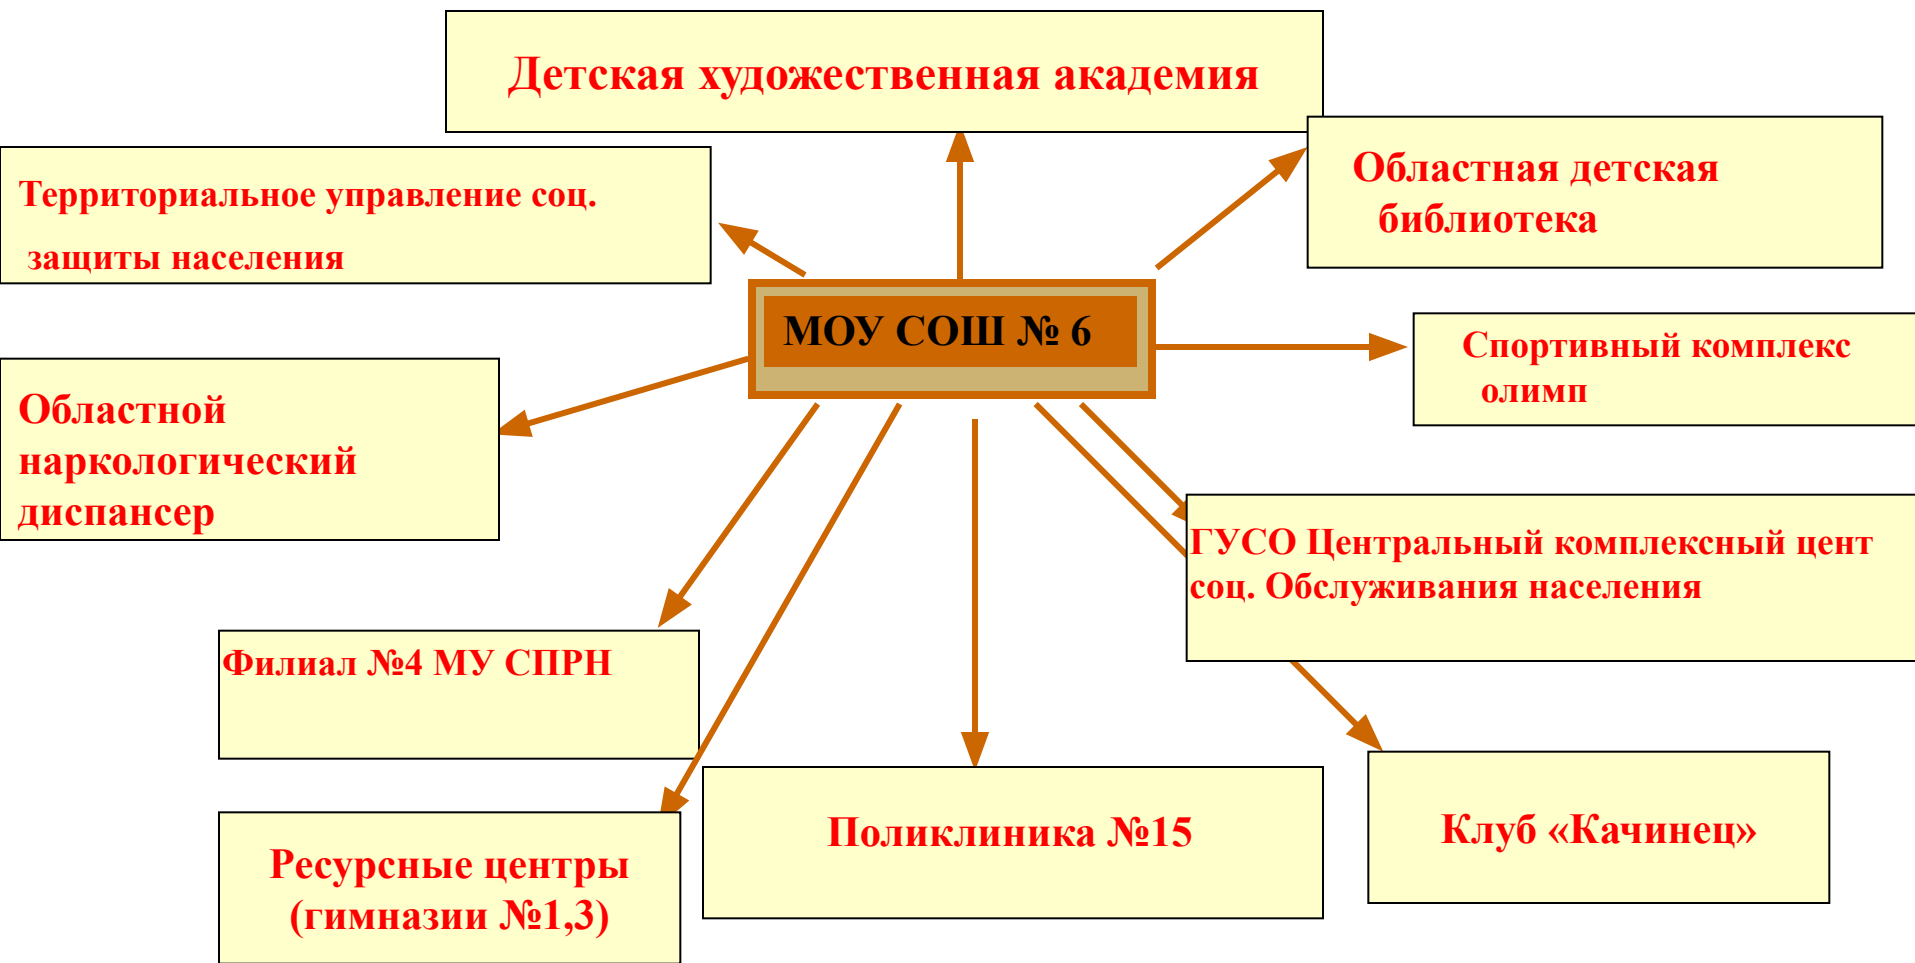 Детская художественная академия
Территориальное управление соц.
защиты населения
Областная детская
библиотека
МОУ СОШ № 6
Спортивный комплекс
олимп
Областной
наркологический
диспансер
ГУСО Центральный комплексный цент
соц. Обслуживания населения
Филиал №4 МУ СПРН
Поликлиника №15
Клуб «Качинец»
Ресурсные центры
(гимназии №1,3)